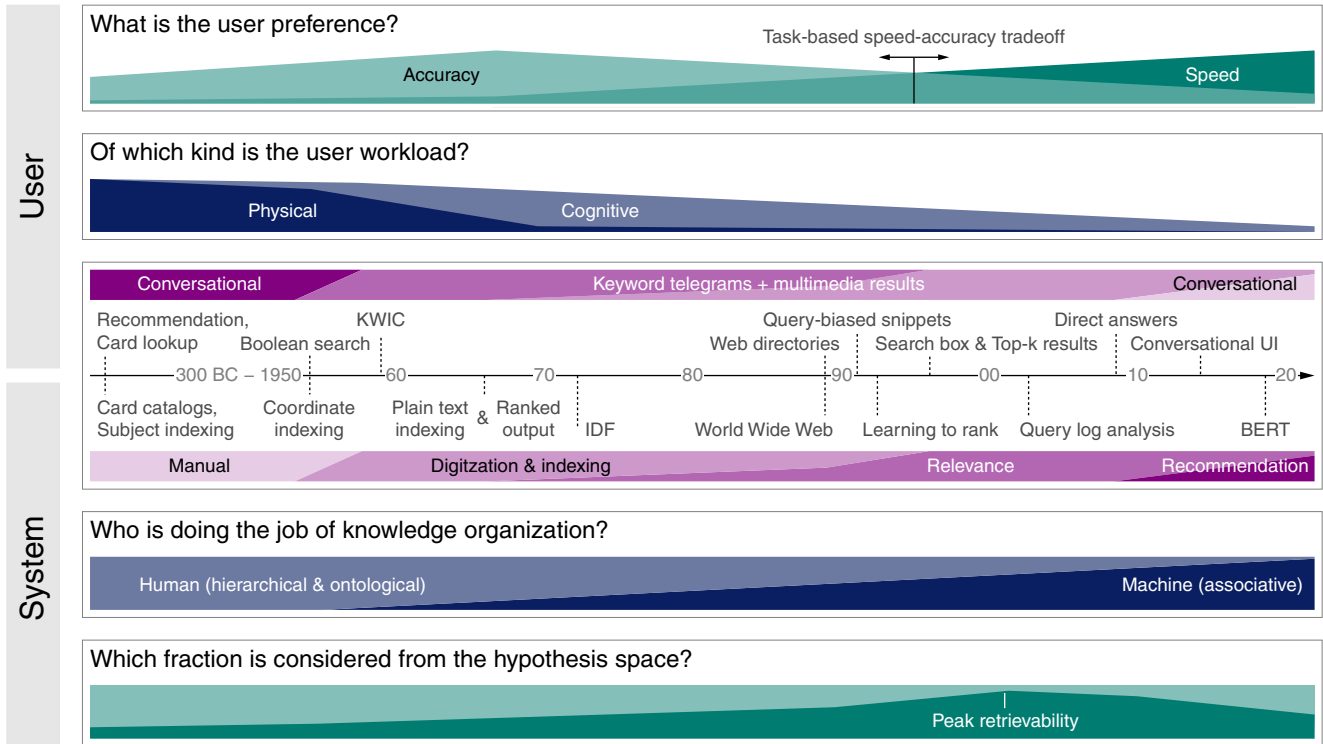 User
System
What is the user preference?
Task-based speed-accuracy tradeoff
Accuracy
Speed
Of which kind is the user workload?
Physical
Cognitive
Conversational
Keyword telegrams + multimedia results
Conversational
Recommendation,
Card lookup
Boolean search
KWIC
Web directories
Query-biased snippets
Search box & Top-k results
Direct answers
Conversational UI
300 BC – 1950 60 70 80 90 00 10 20
Card catalogs,
Subject indexing
Coordinate
indexing
Plain text
indexing
&
Ranked
output
IDF
World Wide Web
Learning to rank
Query log analysis
BERT
Manual
Digitzation & indexing
Relevance
Recommendation
Who is doing the job of knowledge organization?
Human (hierarchical & ontological)
Machine (associative)
Which fraction is considered from the hypothesis space?
Peak retrievability